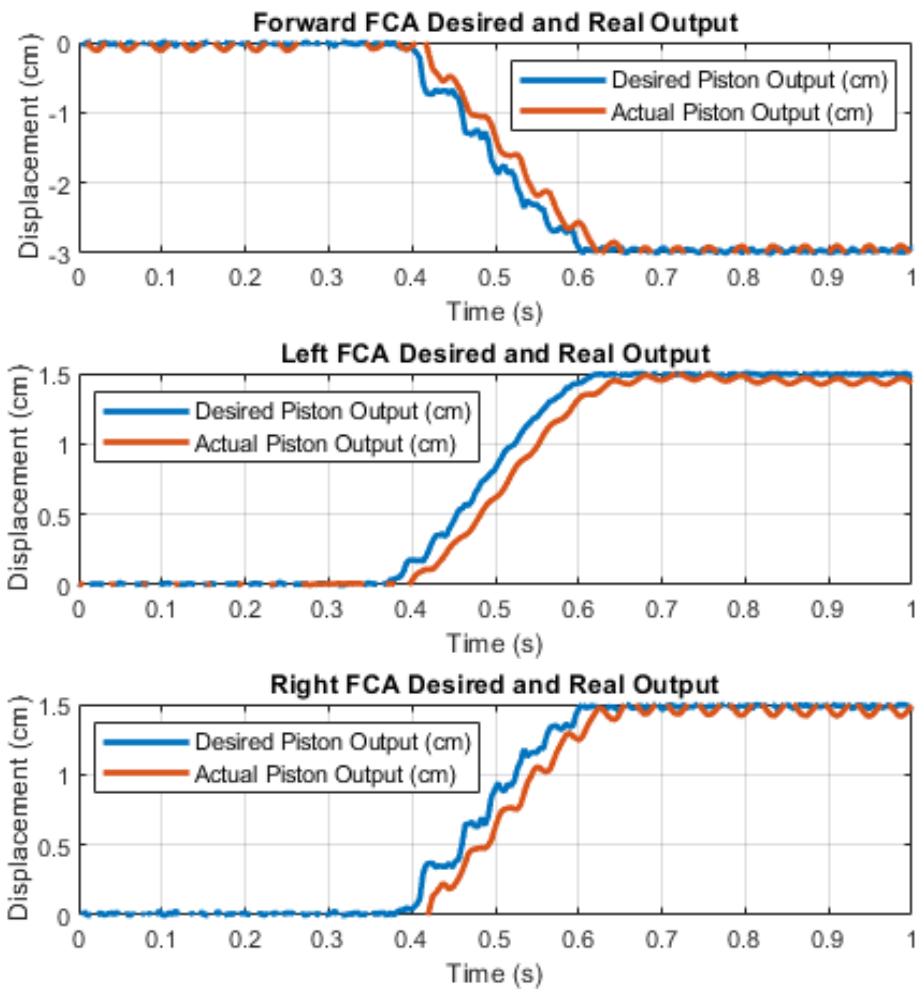 Forward FCA Desired and Real Output
Displacement (cm)
0
-1
-2
-3
Desired Piston Output (cm)
Actual Piston Output (cm)
0 0.1 0.2 0.3 0.4 0.5 0.6 0.7 0.8 0.9 1
Time (s)
Left FCA Desired and Real Output
Displacement (cm)
1.5
1
0.5
0
Desired Piston Output (cm)
Actual Piston Output (cm)
0 0.1 0.2 0.3 0.4 0.5 0.6 0.7 0.8 0.9 1
Time (s)
Right FCA Desired and Real Output
Displacement (cm)
1.5
1
0.5
0
Desired Piston Output (cm)
Actual Piston Output (cm)
0 0.1 0.2 0.3 0.4 0.5 0.6 0.7 0.8 0.9 1
Time (s)